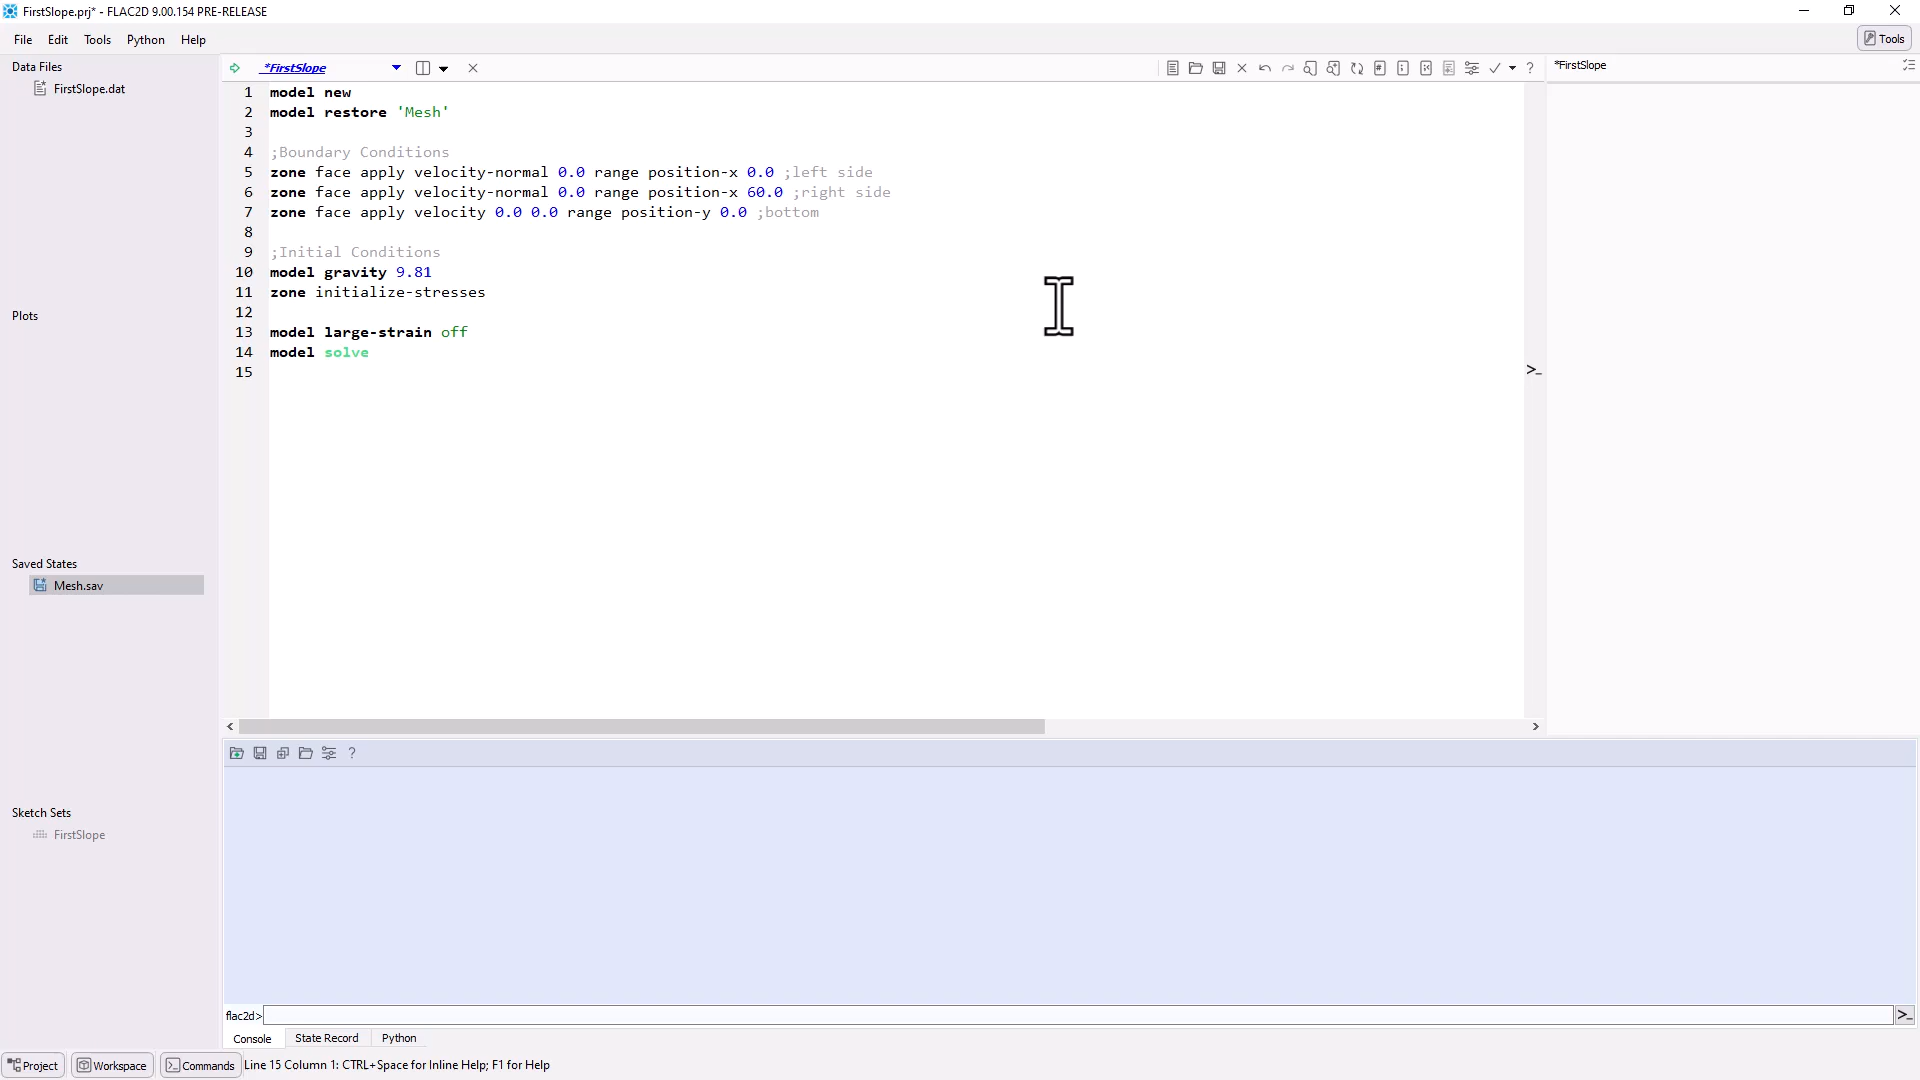 FirstSlope.prj* - FLAC2D 9.00.154 PRE-RELEASE
File Edit Tools Python Help
Tools
Data Files
FirstSlope.dat
Plots
Saved States
Mesh.sav
Sketch Sets
FirstSlope
*FirstSlope
*FirstSlope
1 model new
2 model restore 'Mesh'
3
4 ;Boundary Conditions
5 zone face apply velocity-normal 0.0 range position-x 0.0 ;left side
6 zone face apply velocity-normal 0.0 range position-x 60.0 ;right side
7 zone face apply velocity 0.0 0.0 range position-y 0.0 ;bottom
8
9 ;Initial Conditions
10 model gravity 9.81
11 zone initialize-stresses
12
13 model large-strain off
14 model solve
15
>_
flac2d>
>_
Console State Record Python
Project Workspace Commands Line 15 Column 1: CTRL+Space for Inline Help; F1 for Help